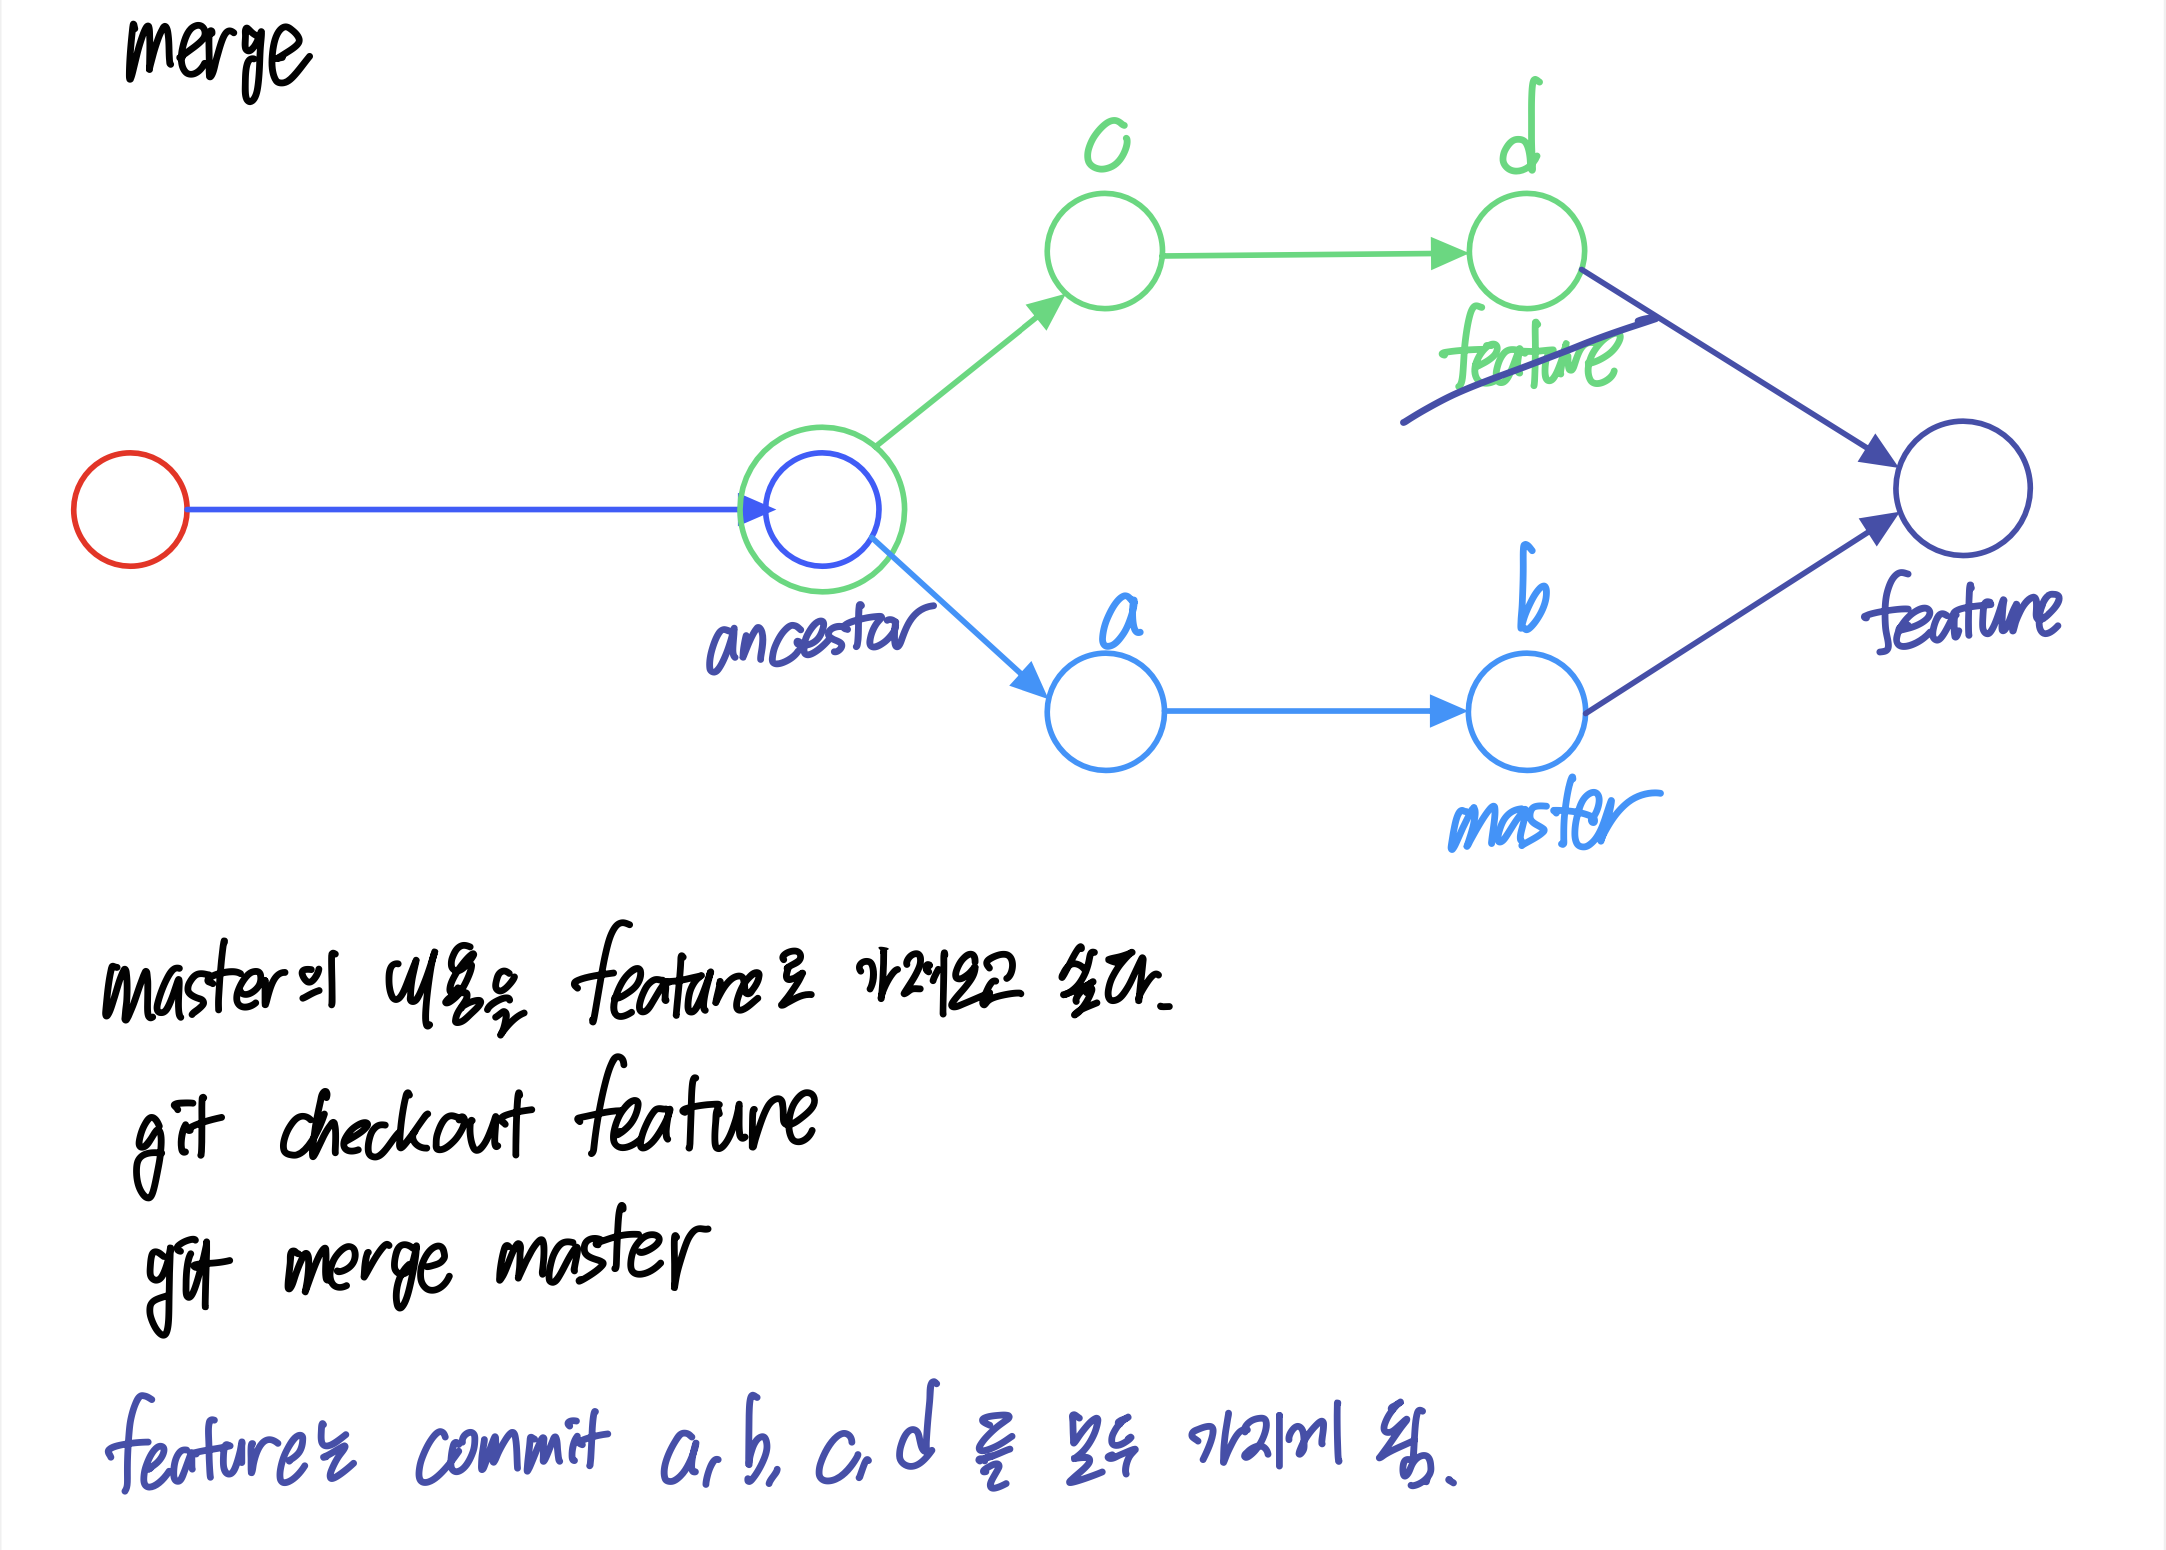 merge
c
d
feature
ancestor
a
b
feature
master
master의 내용을 feature로 가져오고 싶다.
git checkout feature
git merge master
feature는 commit a, b, c, d 를 모두 가지게 됨.